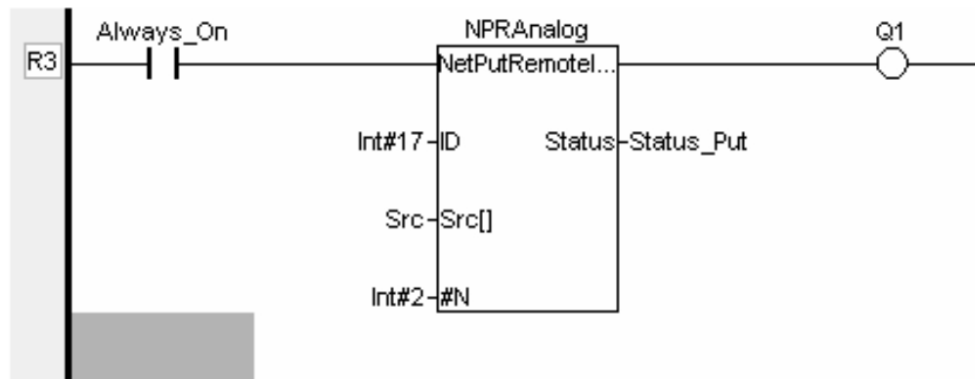 Always_On NPRAnalog Q1
R3 NetPutRemoteI...
Int#17 ID Status Status_Put
Src Src[]
Int#2 #N